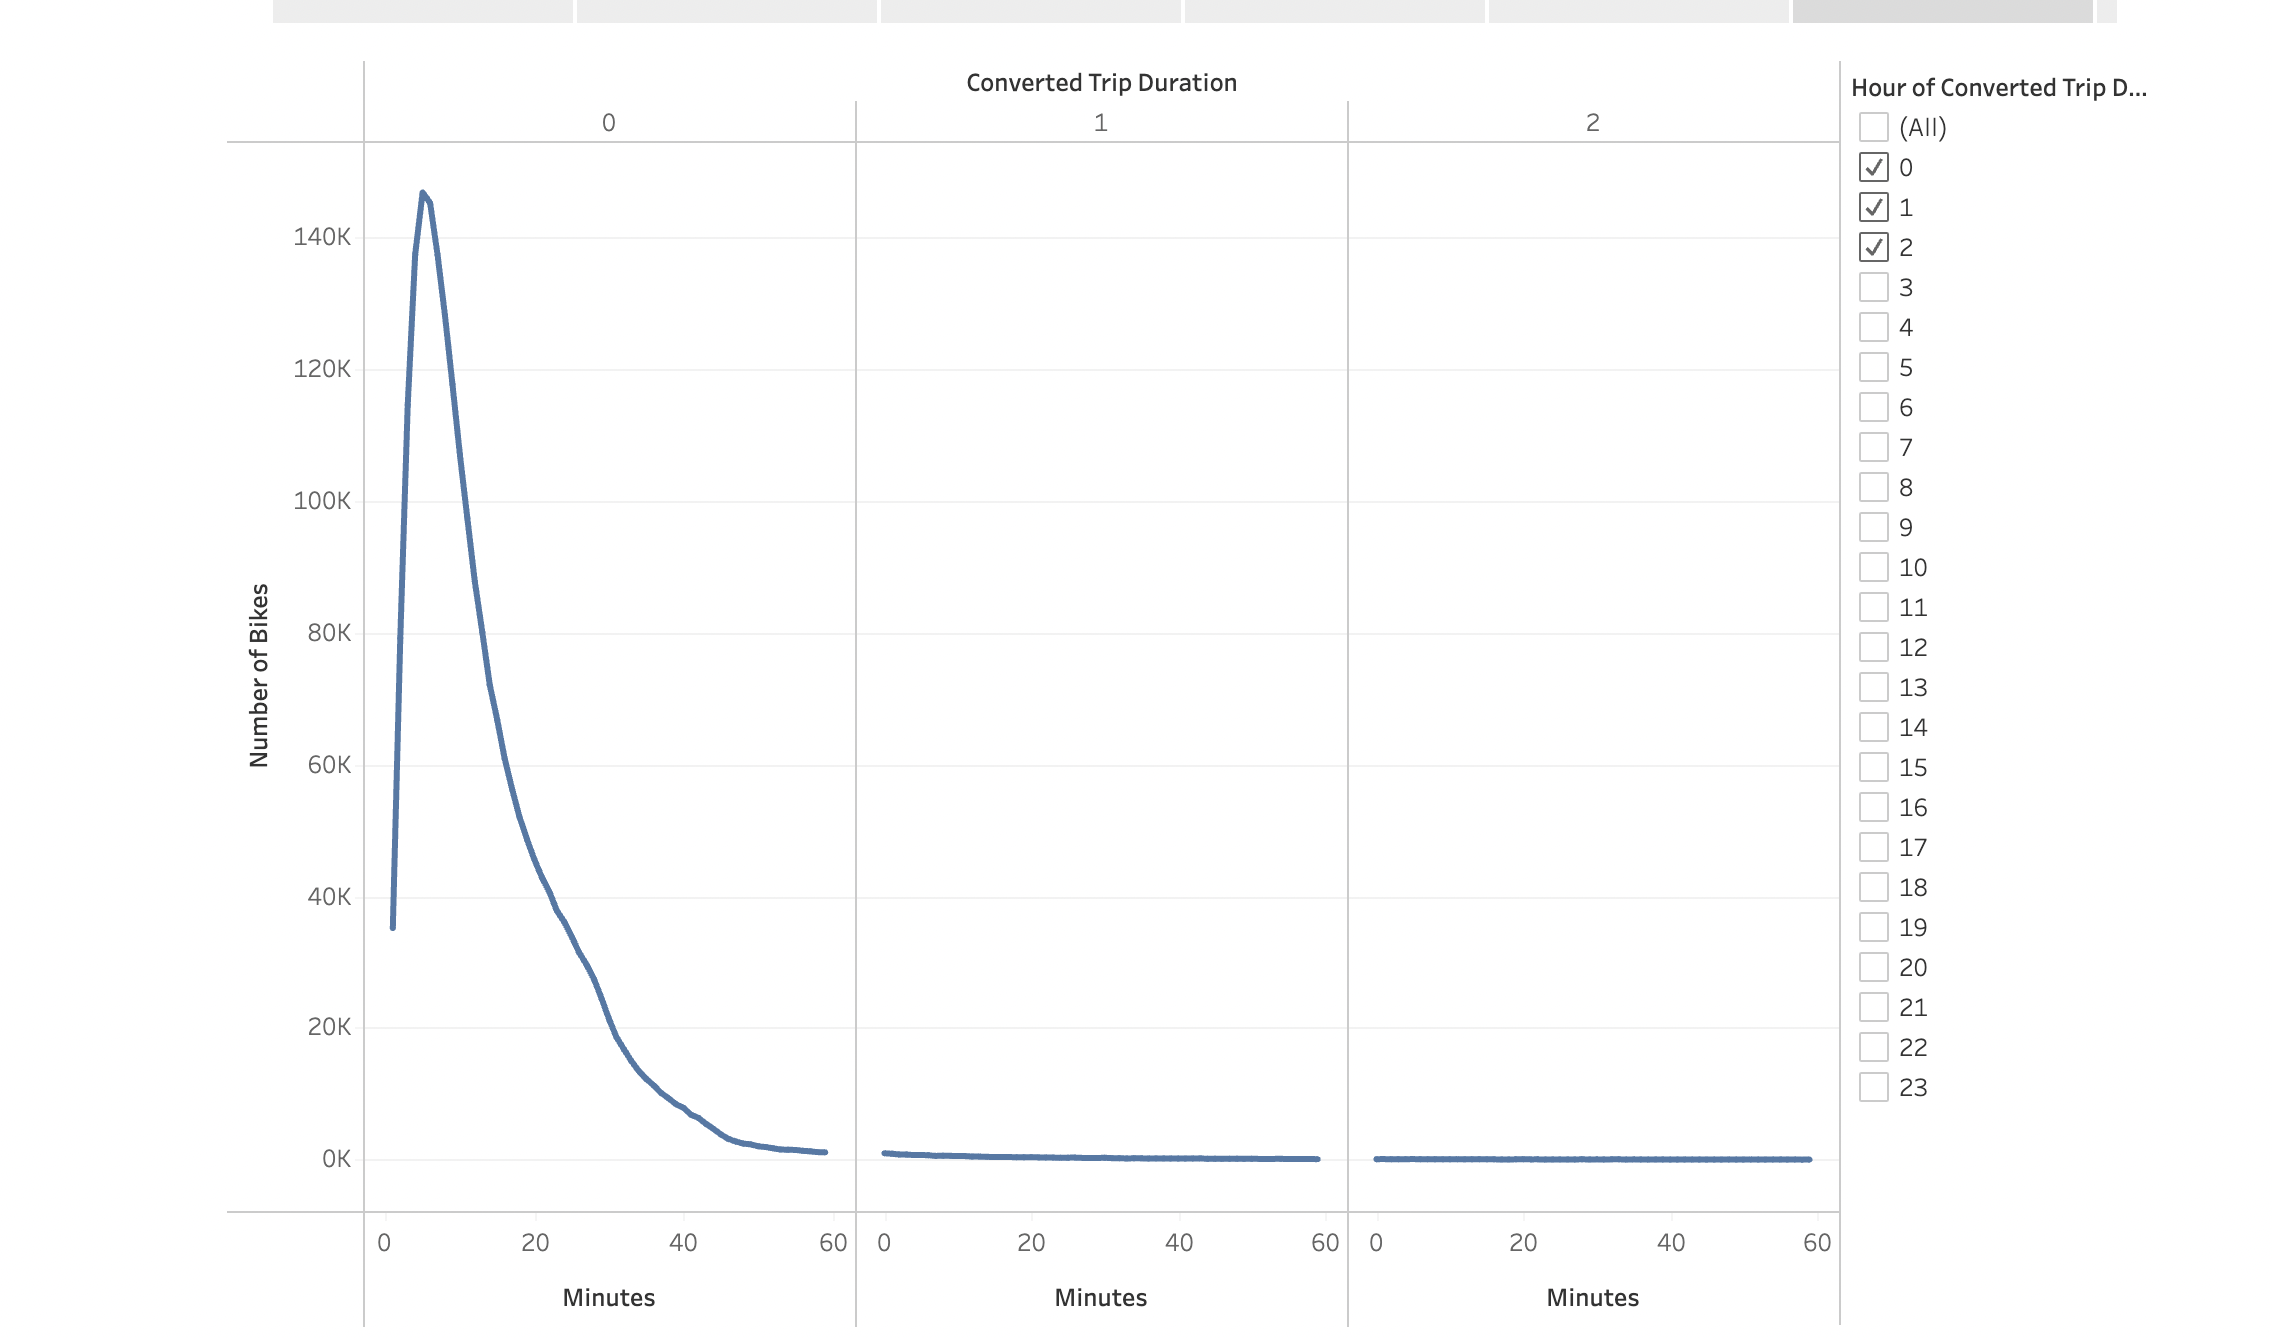 Converted Trip Duration
0 1 2
140K
120K
100K
80K
60K
40K
20K
0K
Number of Bikes
0 20 40 60 0 20 40 60 0 20 40 60
Minutes Minutes Minutes
Hour of Converted Trip D...
(All)
0
1
2
3
4
5
6
7
8
9
10
11
12
13
14
15
16
17
18
19
20
21
22
23